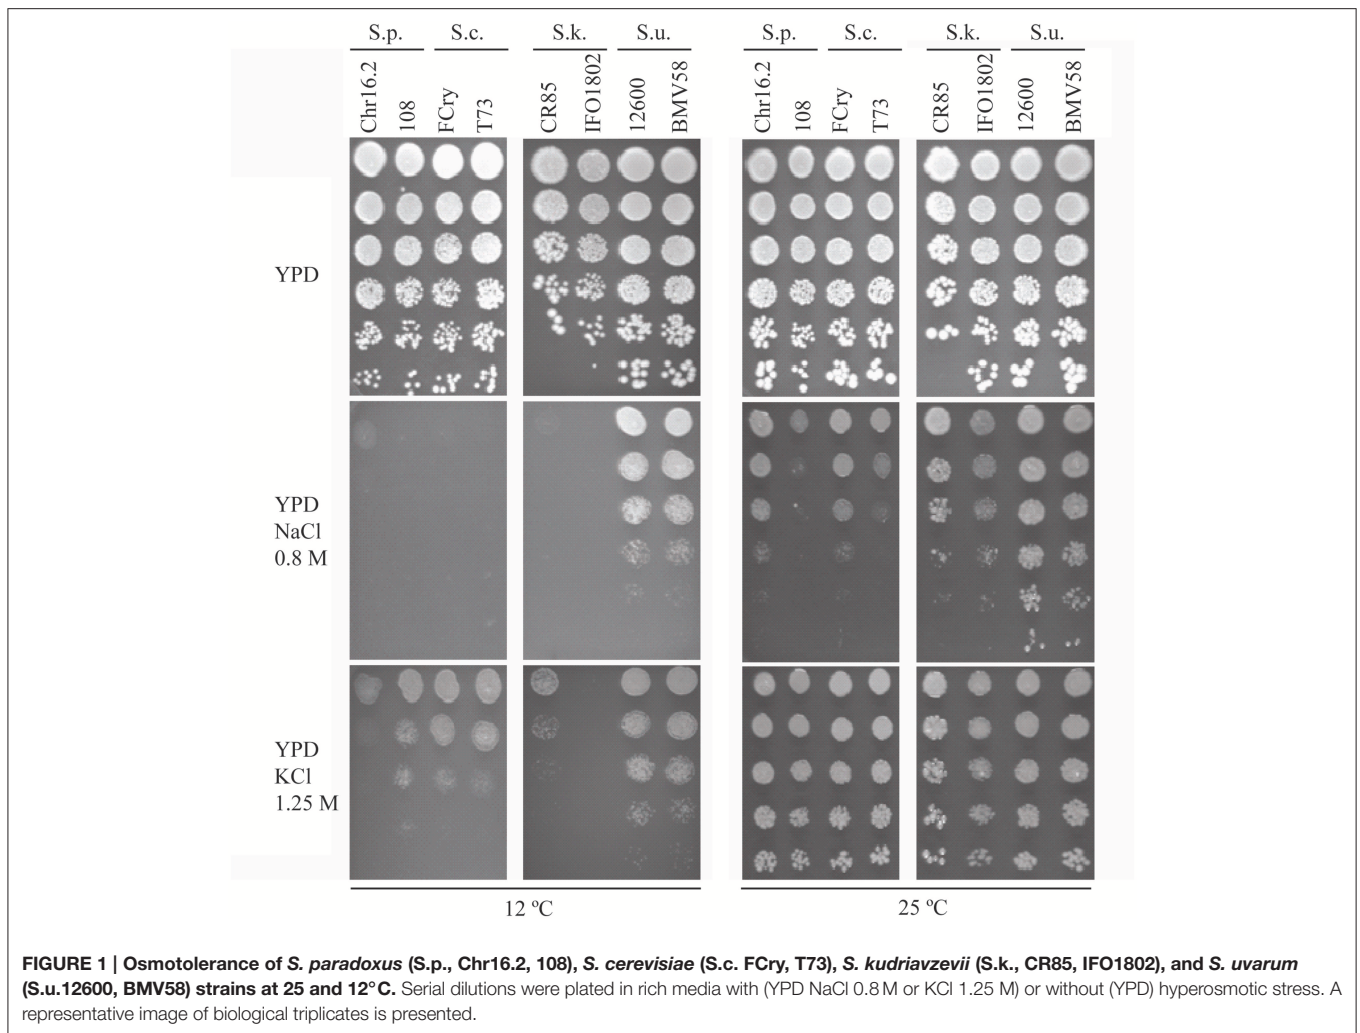 S.p. S.c. S.k. S.u. S.p. S.c. S.k. S.u.
Chr16.2 108 FCry T73 CR85 IFO1802 12600 BMV58 Chr16.2 108 FCry T73 CR85 IFO1802 12600 BMV58
YPD
YPD
NaCl
0.8 M
YPD
KCl
1.25 M
12 ºC 25 ºC
FIGURE 1 | Osmotolerance of S. paradoxus (S.p., Chr16.2, 108), S. cerevisiae (S.c. FCry, T73), S. kudriavzevii (S.k., CR85, IFO1802), and S. uvarum
(S.u.12600, BMV58) strains at 25 and 12°C. Serial dilutions were plated in rich media with (YPD NaCl 0.8 M or KCl 1.25 M) or without (YPD) hyperosmotic stress. A
representative image of biological triplicates is presented.